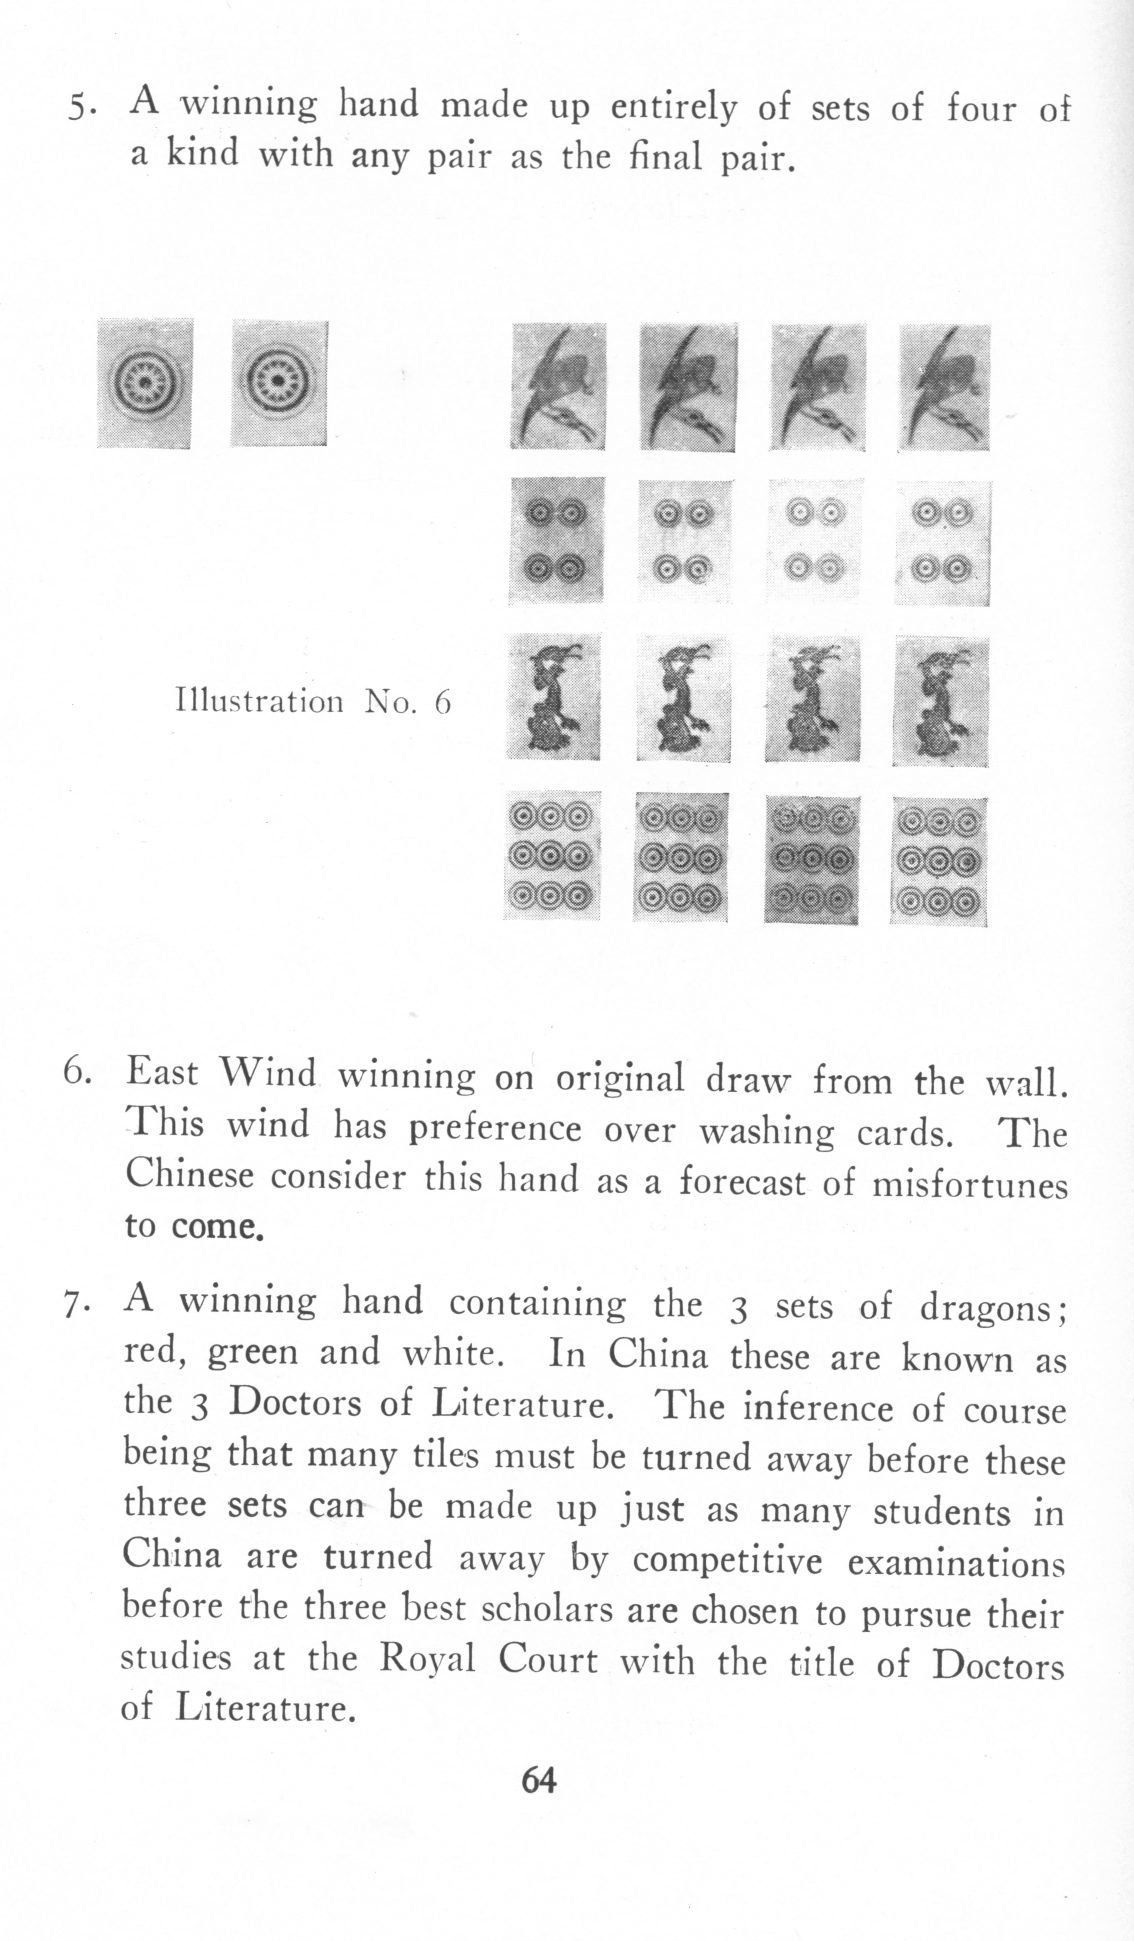 5. A winning hand made up entirely of sets of four of
a kind with any pair as the final pair.
Illustration No. 6
6. East Wind winning on original draw from the wall.
This wind has preference over washing cards. The
Chinese consider this hand as a forecast of misfortunes
to come.
7. A winning hand containing the 3 sets of dragons;
red, green and white. In China these are known as
the 3 Doctors of Literature. The inference of course
being that many tiles must be turned away before these
three sets can be made up just as many students in
China are turned away by competitive examinations
before the three best scholars are chosen to pursue their
studies at the Royal Court with the title of Doctors
of Literature.
64